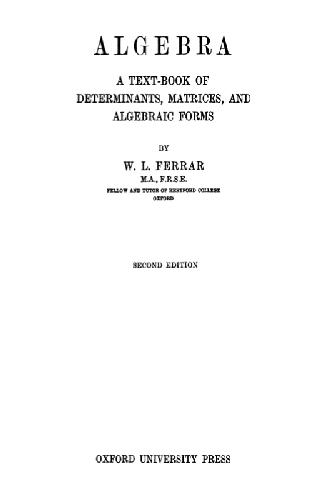 ALGEBRA
A TEXT-BOOK OF
DETERMINANTS, MATRICES, AND
ALGEBRAIC FORMS
BY
W. L. FERRAR
M.A., F.R.S.E.
FELLOW AND TUTOR OF HERTFORD COLLEGE
OXFORD
SECOND EDITION
OXFORD UNIVERSITY PRESS